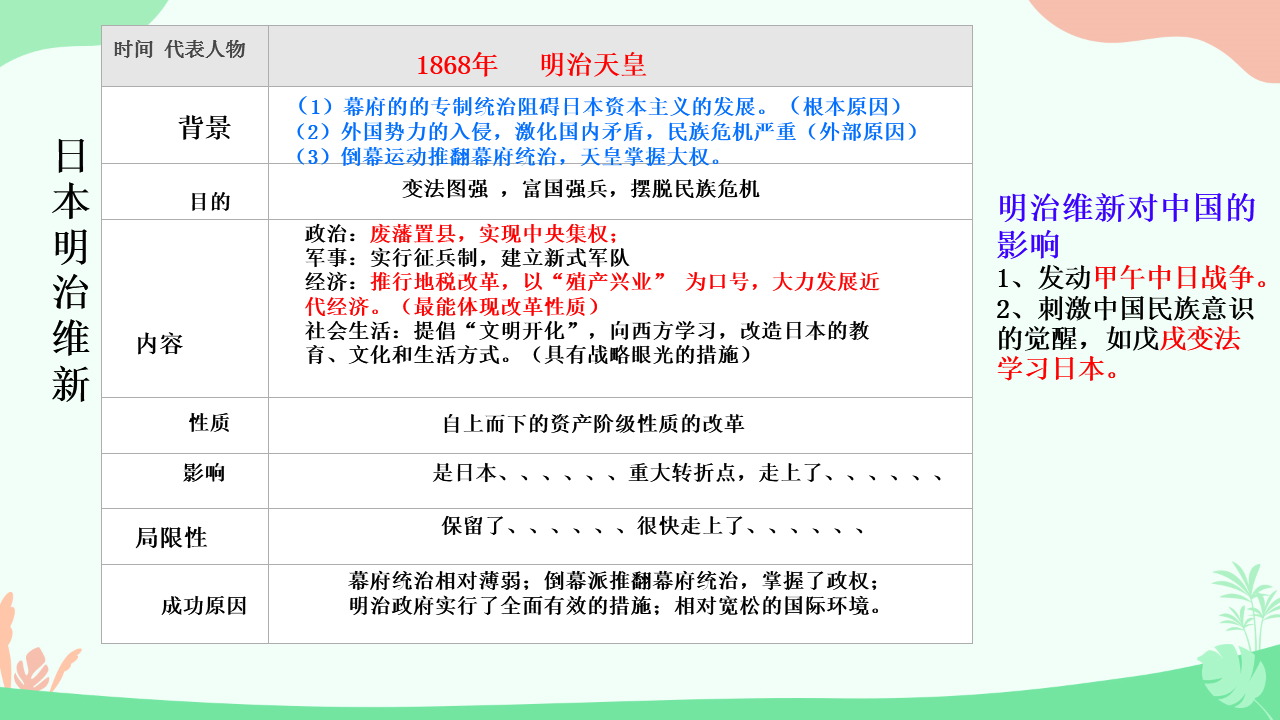 日本明治维新
时间 代表人物
1868年 明治天皇
背景
（1）幕府的的专制统治阻碍日本资本主义的发展。（根本原因）
（2）外国势力的入侵，激化国内矛盾，民族危机严重（外部原因）
（3）倒幕运动推翻幕府统治，天皇掌握大权。
目的
变法图强 ，富国强兵，摆脱民族危机
内容
政治：废藩置县，实现中央集权；
军事：实行征兵制，建立新式军队
经济：推行地税改革，以“殖产兴业” 为口号，大力发展近
代经济。（最能体现改革性质）
社会生活：提倡“文明开化”，向西方学习，改造日本的教
育、文化和生活方式。（具有战略眼光的措施）
性质
自上而下的资产阶级性质的改革
影响
是日本、、、、、、重大转折点，走上了、、、、、、
局限性
保留了、、、、、、很快走上了、、、、、、
成功原因
幕府统治相对薄弱；倒幕派推翻幕府统治，掌握了政权；
明治政府实行了全面有效的措施；相对宽松的国际环境。
明治维新对中国的
影响
1、发动甲午中日战争。
2、刺激中国民族意识
的觉醒，如戊戌变法
学习日本。